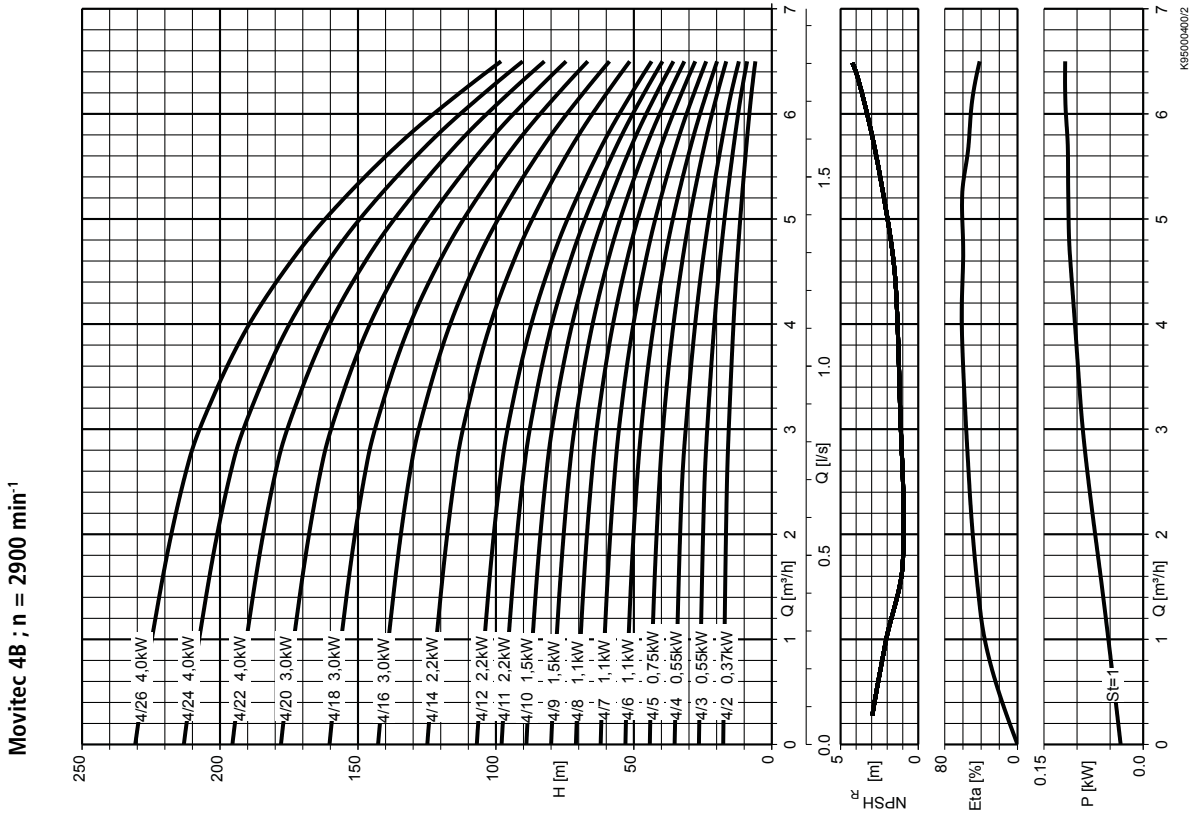 Movitec 4B ; n = 2900 min⁻¹
250
200
150
100
50
0
H [m]
4/26 4,0kW
4/24 4,0kW
4/22 4,0kW
4/20 3,0kW
4/18 3,0kW
4/16 3,0kW
4/14 2,2kW
4/12 2,2kW
4/11 2,2kW
4/10 1,5kW
4/9 1,5kW
4/8 1,1kW
4/7 1,1kW
4/6 1,1kW
4/5 0,75kW
4/4 0,55kW
4/3 0,55kW
4/2 0,37kW
0 1 2 3 4 5 6 7
Q [m³/h]
0.0 0.5 1.0 1.5
Q [l/s]
5
0
NPSH R [m]
80
0
Eta [%]
0.15
0.0
P [kW]
St=1
0 1 2 3 4 5 6 7
Q [m³/h]
K95000400/2